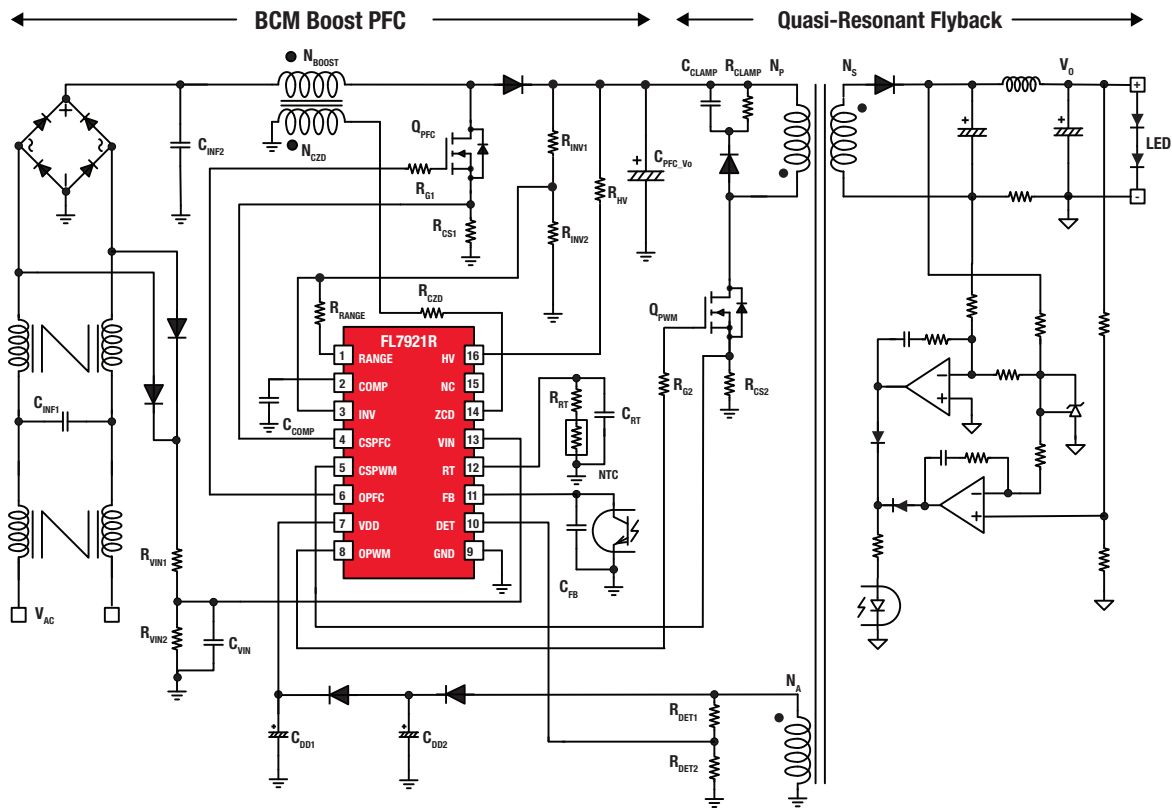 BCM Boost PFC
Quasi-Resonant Flyback
N_BOOST
C_CLAMP
R_CLAMP
N_P
N_S
V_O
+
LED
-
C_INF2
N_CZD
Q_PFC
R_G1
R_CS1
R_INV1
R_INV2
R_HV
+
C_PFC_Vo
+
+
R_RANGE
R_CZD
Q_PWM
R_G2
R_CS2
FL7921R
1 RANGE HV 16
2 COMP NC 15
3 INV ZCD 14
4 CSPFC VIN 13
5 CSPWM RT 12
6 OPFC FB 11
7 VDD DET 10
8 OPWM GND 9
C_COMP
R_RT
C_RT
NTC
C_FB
C_INF1
R_VIN1
V_AC
R_VIN2
C_VIN
−
+
−
+
N_A
R_DET1
R_DET2
+
C_DD1
+
C_DD2